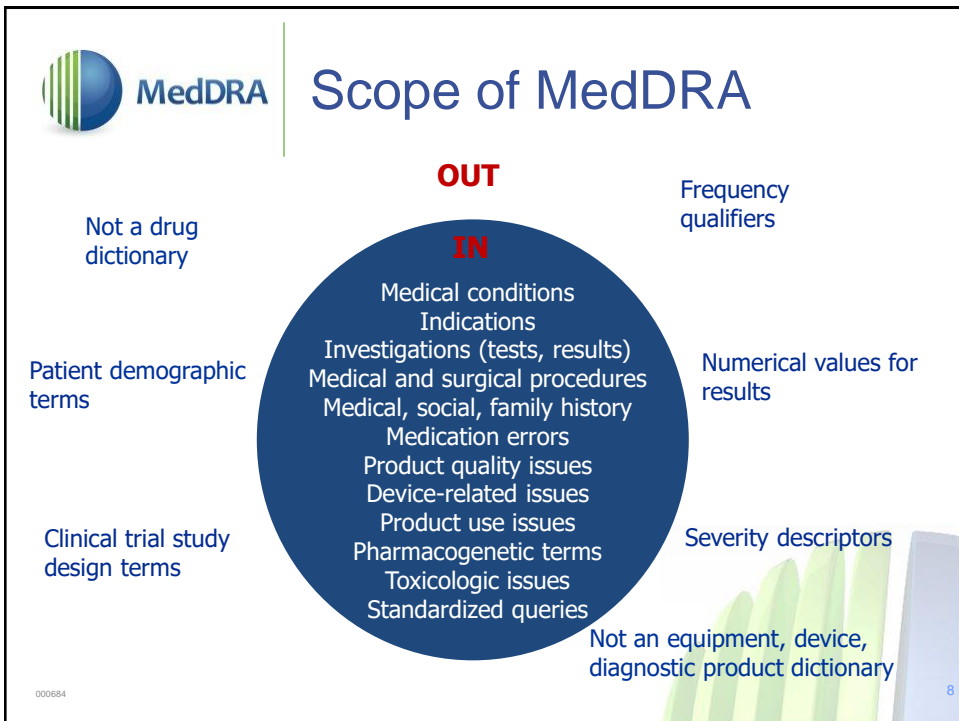 MedDRA
Scope of MedDRA
OUT
Not a drug
dictionary
Frequency
qualifiers
IN
Medical conditions
Indications
Investigations (tests, results)
Medical and surgical procedures
Medical, social, family history
Medication errors
Product quality issues
Device-related issues
Product use issues
Pharmacogenetic terms
Toxicologic issues
Standardized queries
Patient demographic
terms
Numerical values for
results
Clinical trial study
design terms
Severity descriptors
Not an equipment, device,
diagnostic product dictionary
000684
8